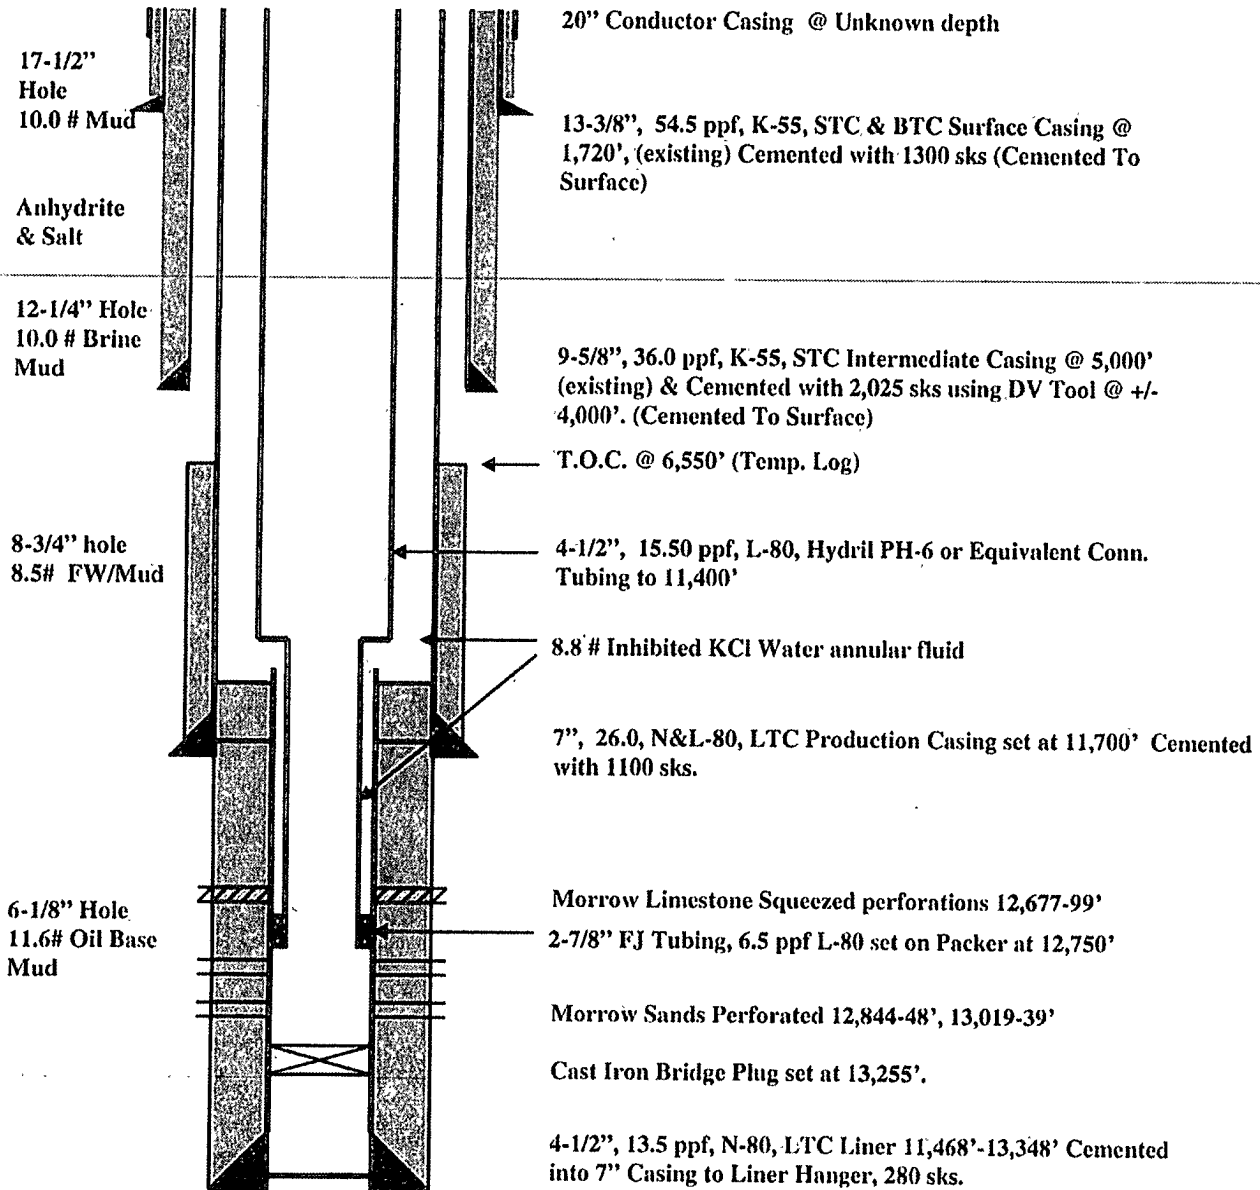 20” Conductor Casing @ Unknown depth
17-1/2”
Hole
10.0 # Mud
13-3/8”, 54.5 ppf, K-55, STC & BTC Surface Casing @
1,720’, (existing) Cemented with 1300 sks (Cemented To
Surface)
Anhydrite
& Salt
12-1/4” Hole
10.0 # Brine
Mud
9-5/8”, 36.0 ppf, K-55, STC Intermediate Casing @ 5,000’
(existing) & Cemented with 2,025 sks using DV Tool @ +/-
4,000’. (Cemented To Surface)
T.O.C. @ 6,550’ (Temp. Log)
8-3/4” hole
8.5# FW/Mud
4-1/2”, 15.50 ppf, L-80, Hydril PH-6 or Equivalent Conn.
Tubing to 11,400’
8.8 # Inhibited KCl Water annular fluid
7”, 26.0, N&L-80, LTC Production Casing set at 11,700’ Cemented
with 1100 sks.
6-1/8” Hole
11.6# Oil Base
Mud
Morrow Limestone Squeezed perforations 12,677-99’
2-7/8” FJ Tubing, 6.5 ppf L-80 set on Packer at 12,750’
Morrow Sands Perforated 12,844-48’, 13,019-39’
Cast Iron Bridge Plug set at 13,255’.
4-1/2”, 13.5 ppf, N-80, LTC Liner 11,468’-13,348’ Cemented
into 7” Casing to Liner Hanger, 280 sks.